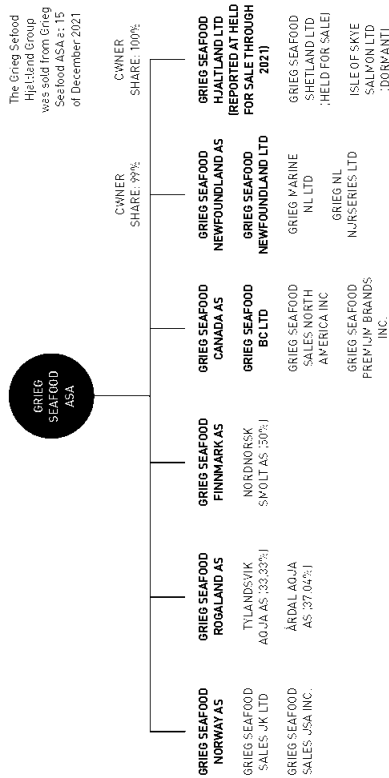 The Grieg Sefood
Hjaltland Group
was sold from Grieg
Seafood ASA at 15
of December 2021
GRIEG
SEAFOOD
ASA
OWNER
SHARE: 99%
OWNER
SHARE: 100%
GRIEG SEAFOOD
NORWAY AS
GRIEG SEAFOOD
SALES UK LTD
GRIEG SEAFOOD
SALES USA INC.
GRIEG SEAFOOD
ROGALAND AS
TYTLANDSVIK
AQUA AS (33,33%)
ÅRDAL AQUA
AS (37,04%)
GRIEG SEAFOOD
FINNMARK AS
NORDNORSK
SMOLT AS (50%)
GRIEG SEAFOOD
CANADA AS
GRIEG SEAFOOD
BC LTD
GRIEG SEAFOOD
SALES NORTH
AMERICA INC
GRIEG SEAFOOD
PREMIUM BRANDS
INC.
GRIEG SEAFOOD
NEWFOUNDLAND AS
GRIEG SEAFOOD
NEWFOUNDLAND LTD
GRIEG MARINE
NL LTD
GRIEG NL
NURSERIES LTD
GRIEG SEAFOOD
HJALTLAND LTD
(REPORTED AT HELD
FOR SALE THROUGH
2021)
GRIEG SEAFOOD
SHETLAND LTD
(HELD FOR SALE)
ISLE OF SKYE
SALMON LTD
(DORMANT)